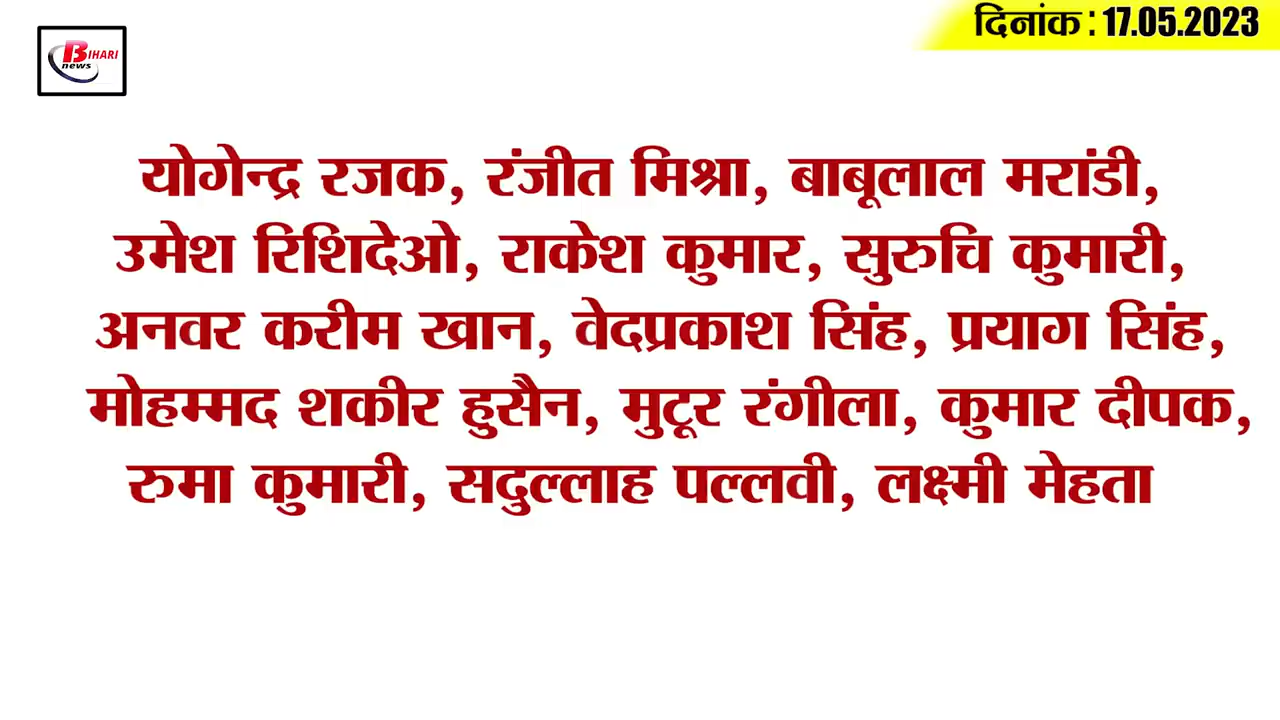 BIHARI
news
दिनांक : 17.05.2023
योगेन्द्र रजक, रंजीत मिश्रा, बाबूलाल मरांडी,
उमेश रिशिदेओ, राकेश कुमार, सुरुचि कुमारी,
अनवर करीम खान, वेदप्रकाश सिंह, प्रयाग सिंह,
मोहम्मद शकीर हुसैन, मुटूर रंगीला, कुमार दीपक,
रुमा कुमारी, सदुल्लाह पल्लवी, लक्ष्मी मेहता